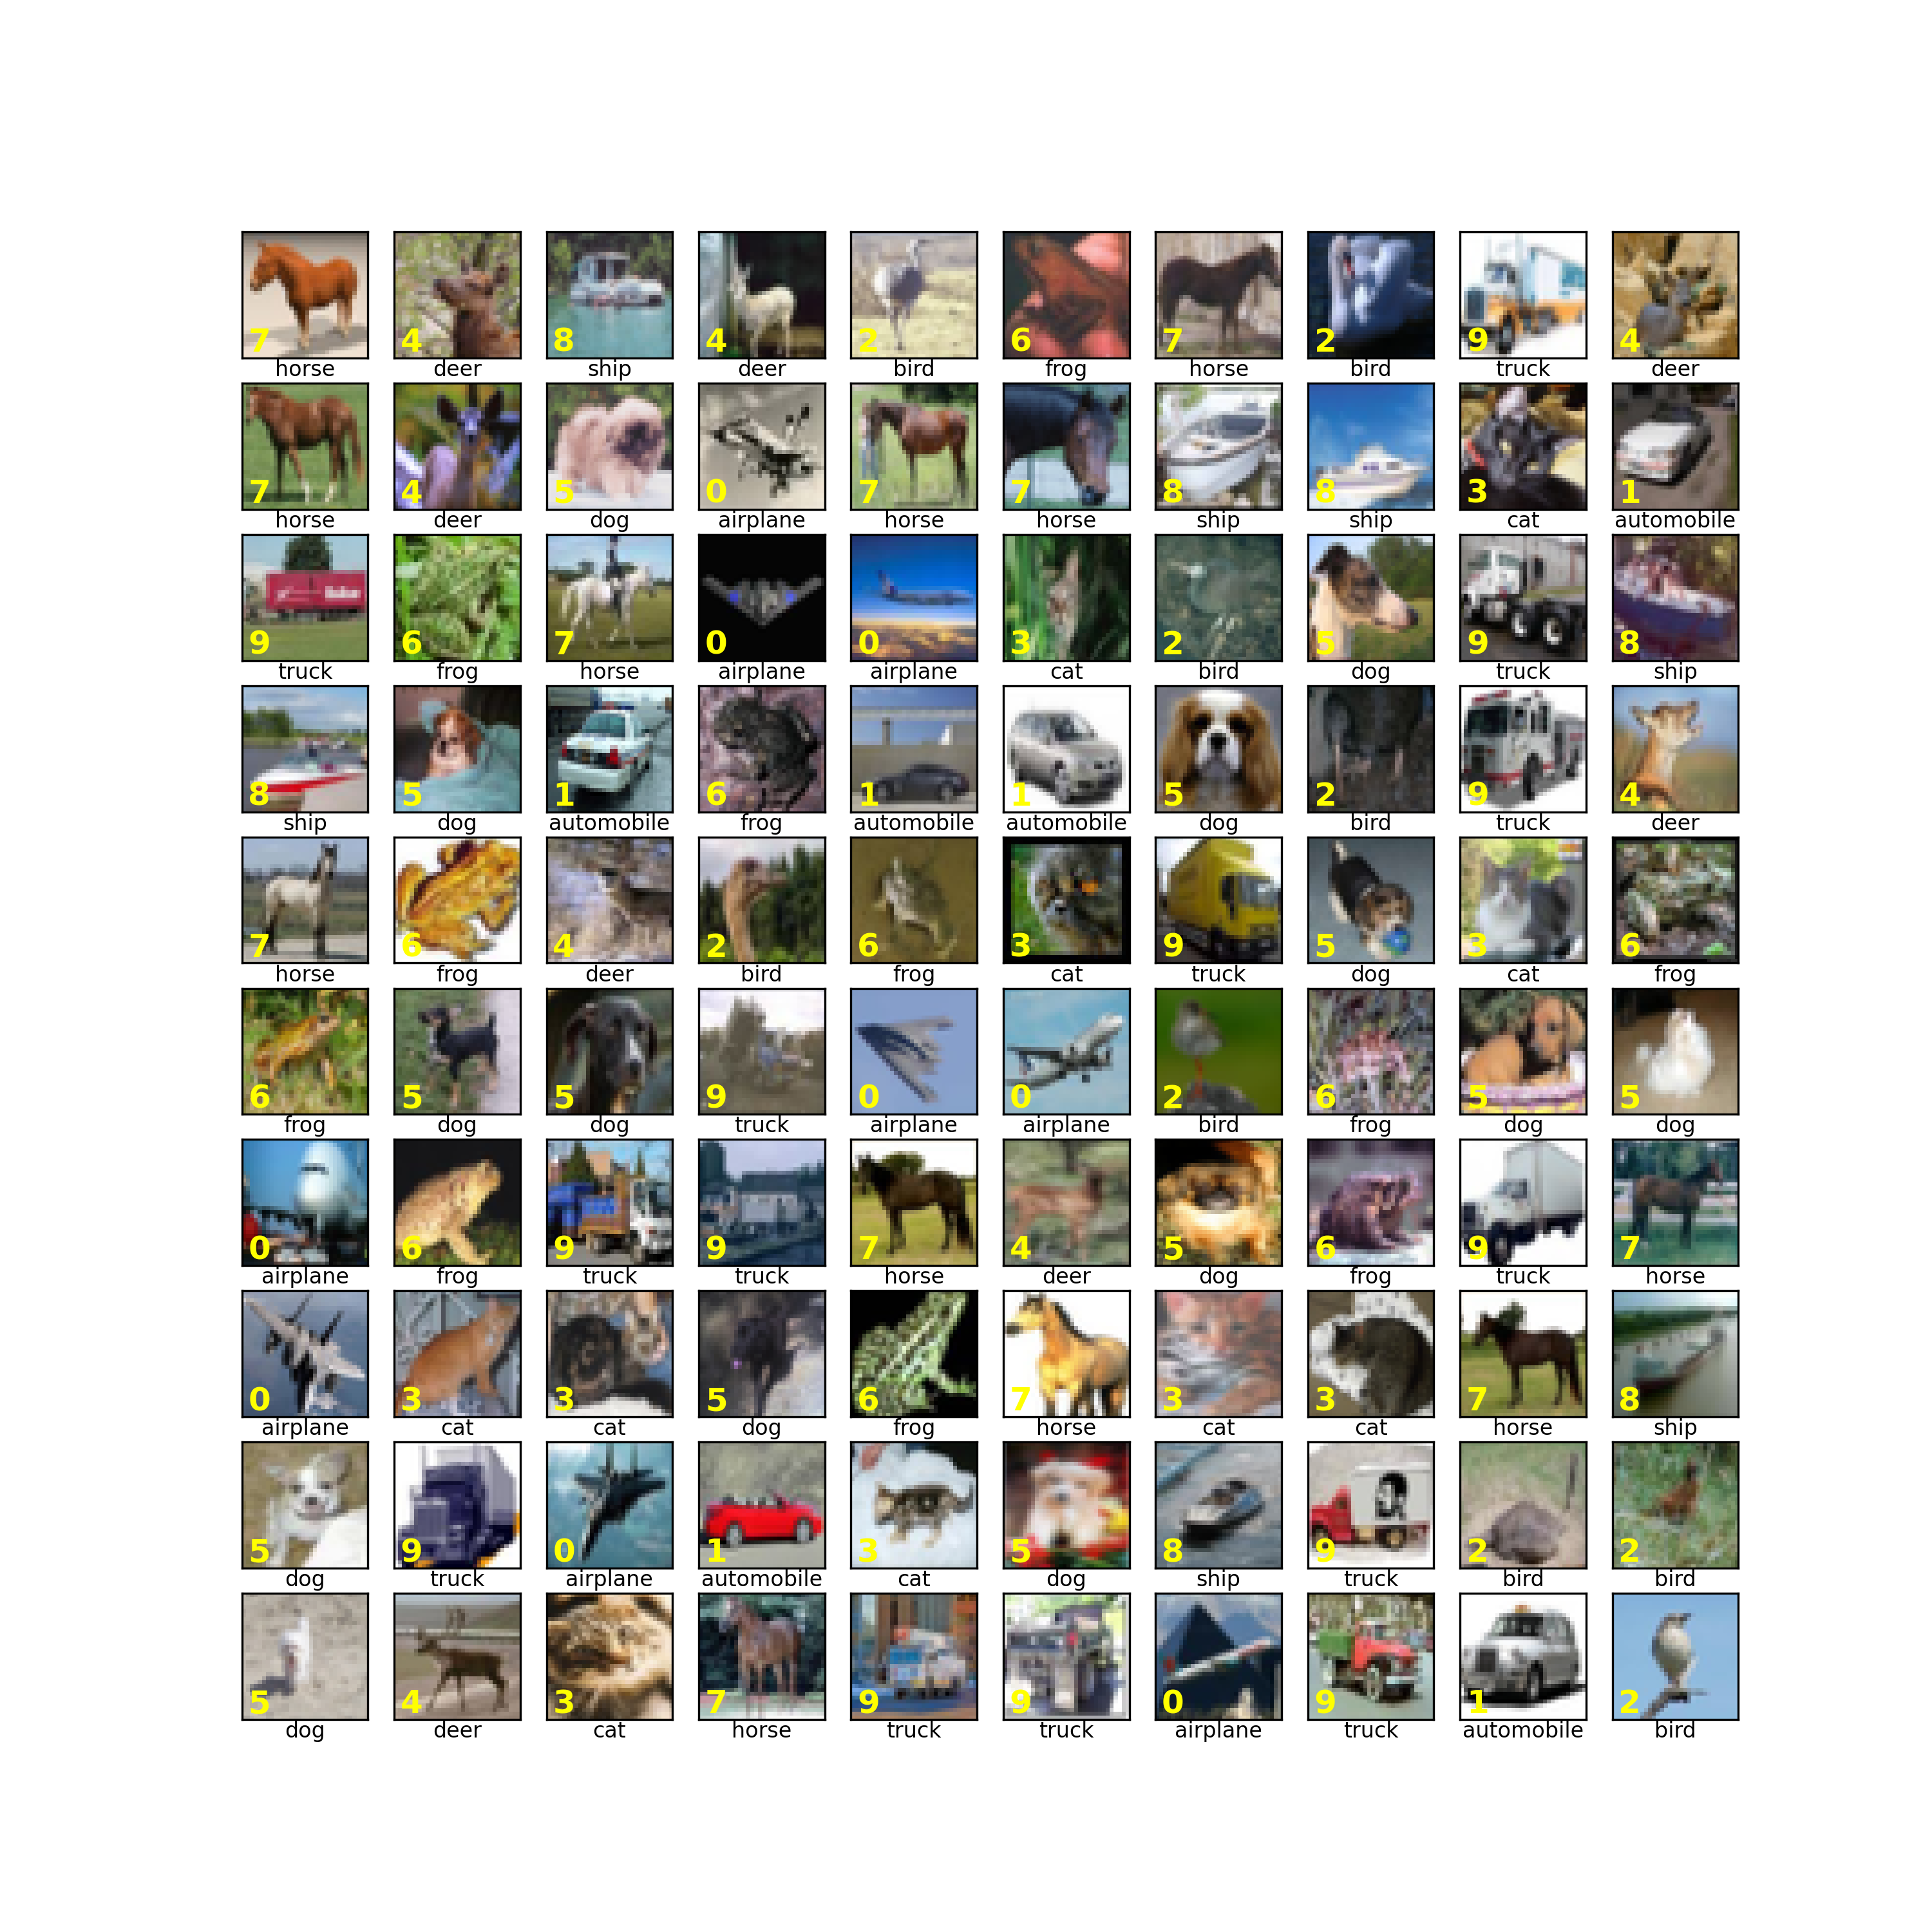 7 4 8 4 2 6 7 2 9 4
horse deer ship deer bird frog horse bird truck deer
7 4 5 0 7 7 8 8 3 1
horse deer dog airplane horse horse ship ship cat automobile
9 6 7 0 0 3 2 5 9 8
truck frog horse airplane airplane cat bird dog truck ship
8 5 1 6 1 1 5 2 9 4
ship dog automobile frog automobile automobile dog bird truck deer
7 6 4 2 6 3 9 5 3 6
horse frog deer bird frog cat truck dog cat frog
6 5 5 9 0 0 2 6 5 5
frog dog dog truck airplane airplane bird frog dog dog
0 6 9 9 7 4 5 6 9 7
airplane frog truck truck horse deer dog frog truck horse
0 3 3 5 6 7 3 3 7 8
airplane cat cat dog frog horse cat cat horse ship
5 9 0 1 3 5 8 9 2 2
dog truck airplane automobile cat dog ship truck bird bird
5 4 3 7 9 9 0 9 1 2
dog deer cat horse truck truck airplane truck automobile bird